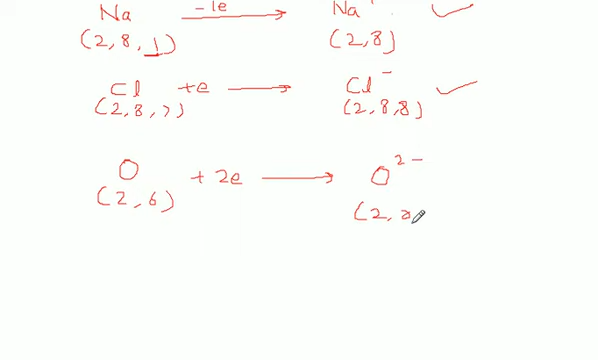 Na -1e → Na⁺ ✓
(2, 8, 1) (2, 8)
Cl +e → Cl⁻ ✓
(2, 8, 7) (2, 8, 8)
O + 2e → O²⁻
(2, 6) (2,